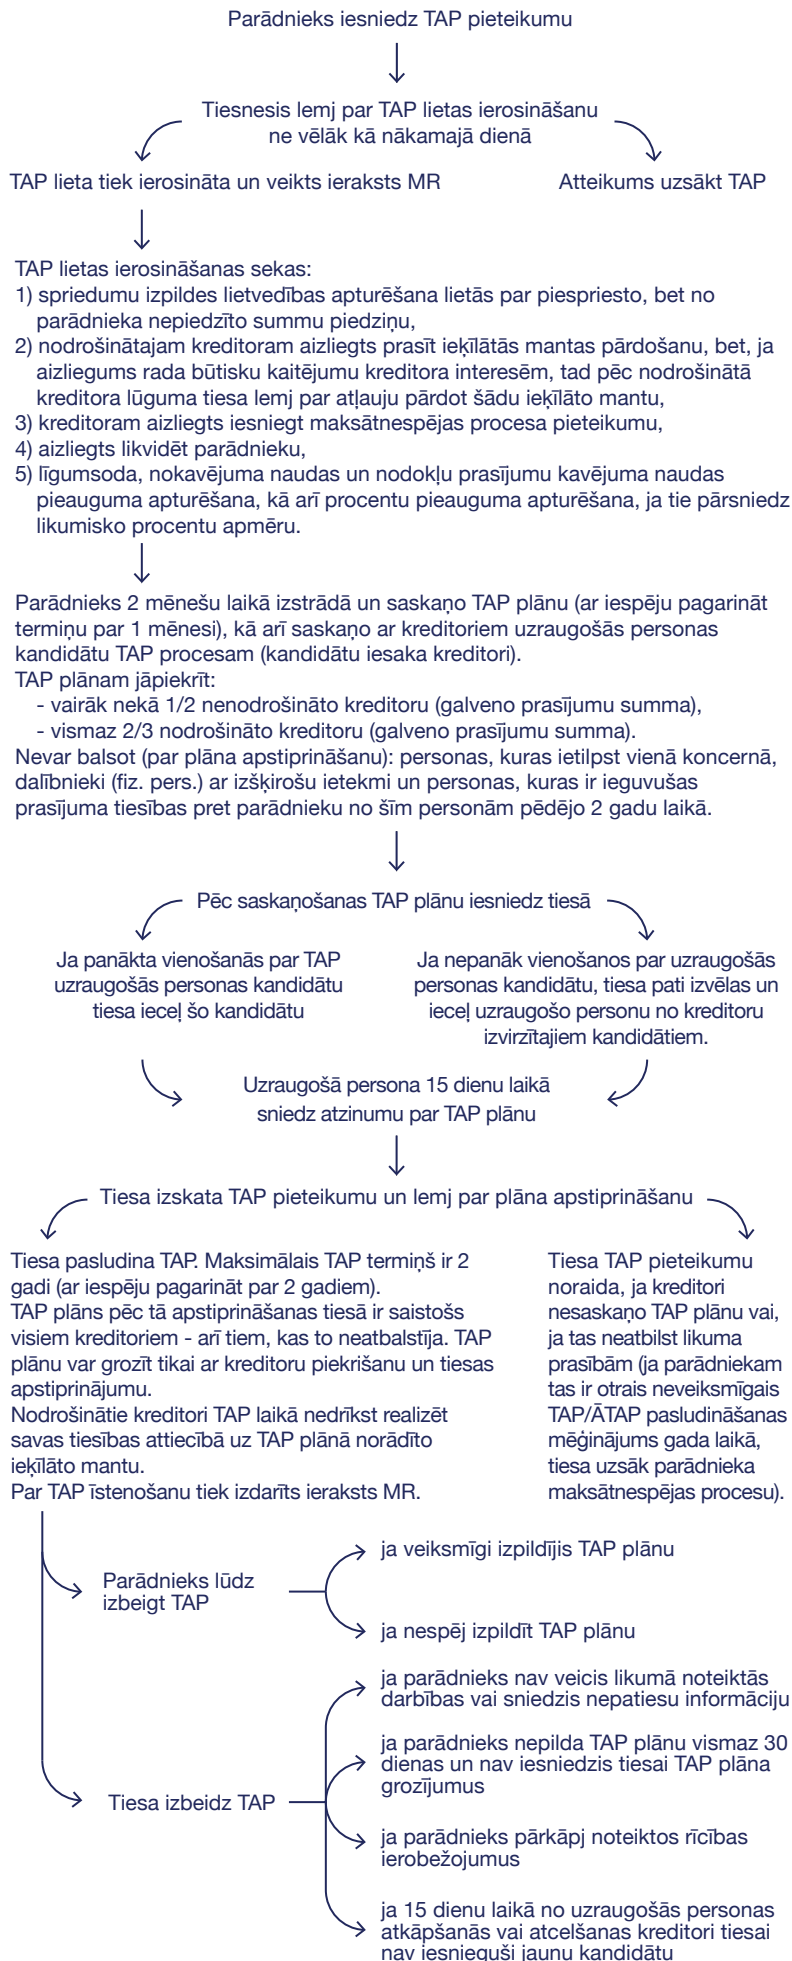 Parādnieks iesniedz TAP pieteikumu
Tiesnesis lemj par TAP lietas ierosināšanu
ne vēlāk kā nākamajā dienā
TAP lieta tiek ierosināta un veikts ieraksts MR
Atteikums uzsākt TAP
TAP lietas ierosināšanas sekas:
1) spriedumu izpildes lietvedības apturēšana lietās par piespriesto, bet no
parādnieka nepiedzīto summu piedziņu,
2) nodrošinātajam kreditoram aizliegts prasīt ieķīlātās mantas pārdošanu, bet, ja
aizliegums rada būtisku kaitējumu kreditora interesēm, tad pēc nodrošinātā
kreditora lūguma tiesa lemj par atļauju pārdot šādu ieķīlāto mantu,
3) kreditoram aizliegts iesniegt maksātnespējas procesa pieteikumu,
4) aizliegts likvidēt parādnieku,
5) līgumsoda, nokavējuma naudas un nodokļu prasījumu kavējuma naudas
pieauguma apturēšana, kā arī procentu pieauguma apturēšana, ja tie pārsniedz
likumisko procentu apmēru.
Parādnieks 2 mēnešu laikā izstrādā un saskaņo TAP plānu (ar iespēju pagarināt
termiņu par 1 mēnesi), kā arī saskaņo ar kreditoriem uzraugošās personas
kandidātu TAP procesam (kandidātu iesaka kreditori).
TAP plānam jāpiekrīt:
- vairāk nekā 1/2 nenodrošināto kreditoru (galveno prasījumu summa),
- vismaz 2/3 nodrošināto kreditoru (galveno prasījumu summa).
Nevar balsot (par plāna apstiprināšanu): personas, kuras ietilpst vienā koncernā,
dalībnieki (fiz. pers.) ar izšķirošu ietekmi un personas, kuras ir ieguvušas
prasījuma tiesības pret parādnieku no šīm personām pēdējo 2 gadu laikā.
Pēc saskaņošanas TAP plānu iesniedz tiesā
Ja panākta vienošanās par TAP
uzraugošās personas kandidātu
tiesa ieceļ šo kandidātu
Ja nepanāk vienošanos par uzraugošās
personas kandidātu, tiesa pati izvēlas un
ieceļ uzraugošo personu no kreditoru
izvirzītajiem kandidātiem.
Uzraugošā persona 15 dienu laikā
sniedz atzinumu par TAP plānu
Tiesa izskata TAP pieteikumu un lemj par plāna apstiprināšanu
Tiesa pasludina TAP. Maksimālais TAP termiņš ir 2
gadi (ar iespēju pagarināt par 2 gadiem).
TAP plāns pēc tā apstiprināšanas tiesā ir saistošs
visiem kreditoriem - arī tiem, kas to neatbalstīja. TAP
plānu var grozīt tikai ar kreditoru piekrišanu un tiesas
apstiprinājumu.
Nodrošinātie kreditori TAP laikā nedrīkst realizēt
savas tiesības attiecībā uz TAP plānā norādīto
ieķīlāto mantu.
Par TAP īstenošanu tiek izdarīts ieraksts MR.
Tiesa TAP pieteikumu
noraida, ja kreditori
nesaskaņo TAP plānu vai,
ja tas neatbilst likuma
prasībām (ja parādniekam
tas ir otrais neveiksmīgais
TAP/ĀTAP pasludināšanas
mēģinājums gada laikā,
tiesa uzsāk parādnieka
maksātnespējas procesu).
Parādnieks lūdz
izbeigt TAP
ja veiksmīgi izpildījis TAP plānu
ja nespēj izpildīt TAP plānu
Tiesa izbeidz TAP
ja parādnieks nav veicis likumā noteiktās
darbības vai sniedzis nepatiesu informāciju
ja parādnieks nepilda TAP plānu vismaz 30
dienas un nav iesniedzis tiesai TAP plāna
grozījumus
ja parādnieks pārkāpj noteiktos rīcības
ierobežojumus
ja 15 dienu laikā no uzraugošās personas
atkāpšanās vai atcelšanas kreditori tiesai
nav iesnieguši jaunu kandidātu